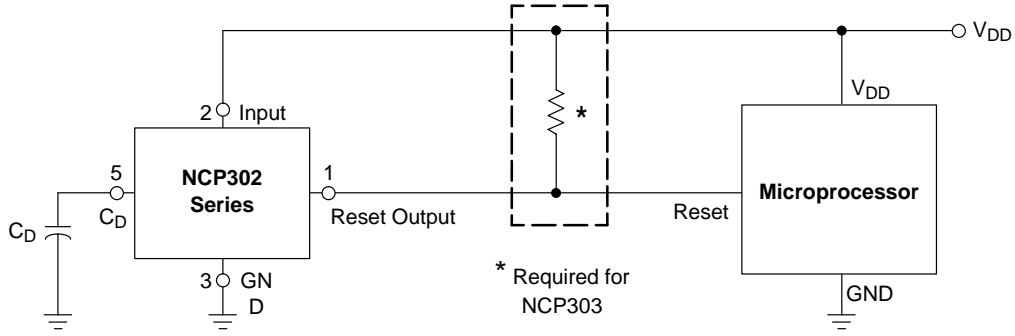 V_DD
V_DD
2 Input
*
5
NCP302
Series
1
Microprocessor
C_D
C_D
Reset Output
Reset
3 GN
D
* Required for
NCP303
GND